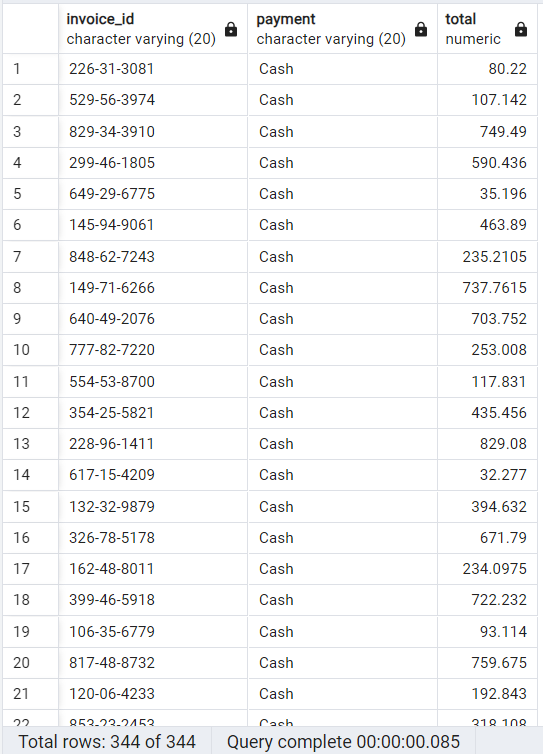 invoice_id payment total
character varying (20) character varying (20) numeric
1 226-31-3081 Cash 80.22
2 529-56-3974 Cash 107.142
3 829-34-3910 Cash 749.49
4 299-46-1805 Cash 590.436
5 649-29-6775 Cash 35.196
6 145-94-9061 Cash 463.89
7 848-62-7243 Cash 235.2105
8 149-71-6266 Cash 737.7615
9 640-49-2076 Cash 703.752
10 777-82-7220 Cash 253.008
11 554-53-8700 Cash 117.831
12 354-25-5821 Cash 435.456
13 228-96-1411 Cash 829.08
14 617-15-4209 Cash 32.277
15 132-32-9879 Cash 394.632
16 326-78-5178 Cash 671.79
17 162-48-8011 Cash 234.0975
18 399-46-5918 Cash 722.232
19 106-35-6779 Cash 93.114
20 817-48-8732 Cash 759.675
21 120-06-4233 Cash 192.843
22 853-23-2453 Cash 318.108
Total rows: 344 of 344 Query complete 00:00:00.085